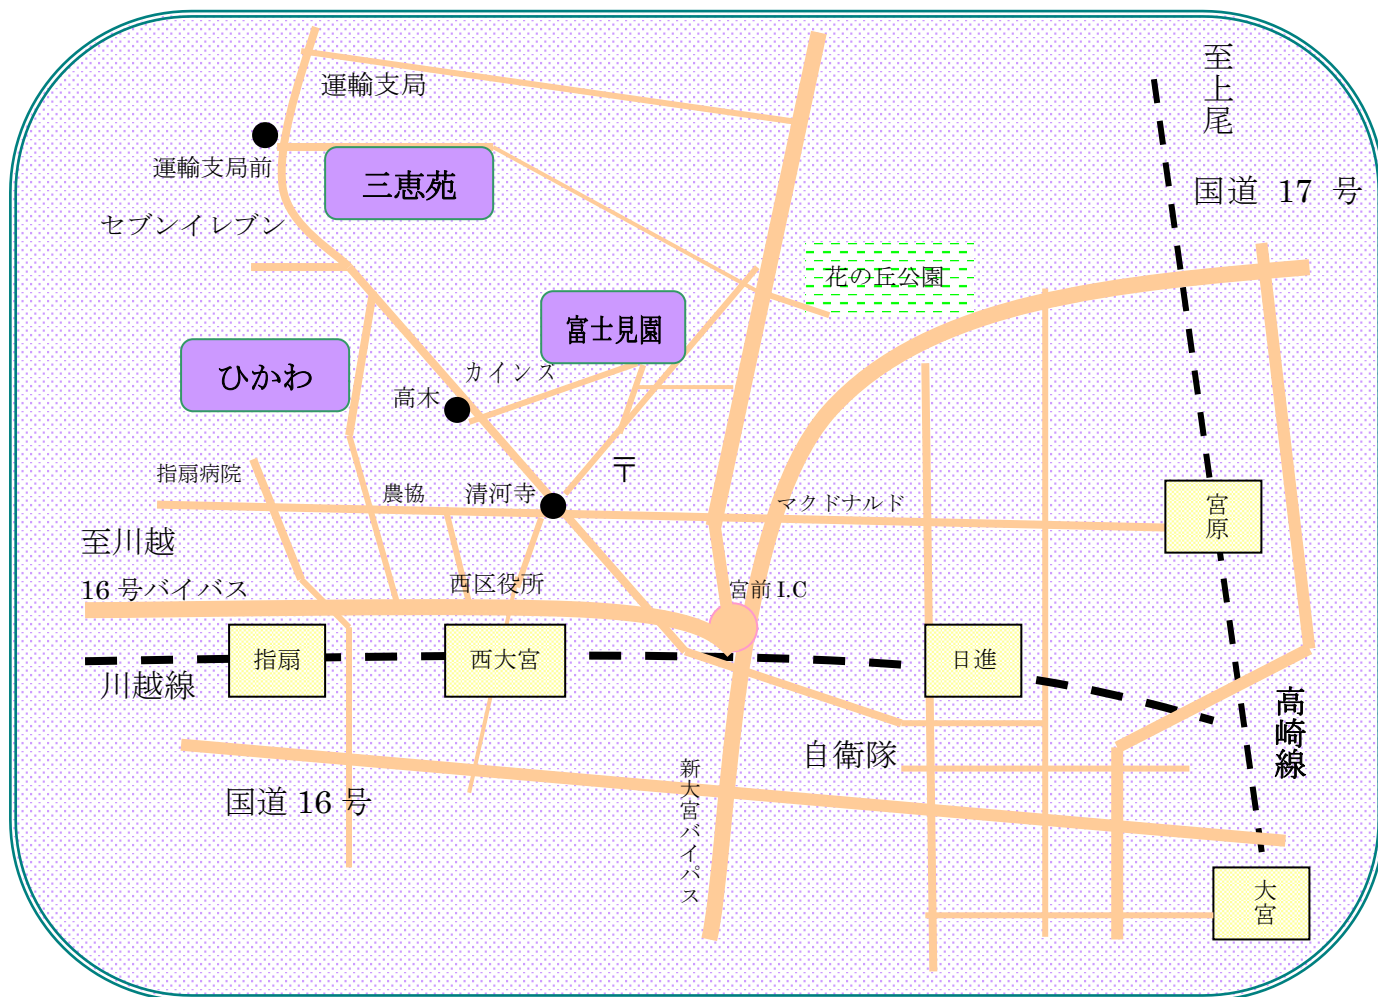 至上尾
運輸支局
運輸支局前
三恵苑
国道 17 号
セブンイレブン
花の丘公園
富士見園
ひかわ
カインス
高木
〒
指扇病院
農協
清河寺
マクドナルド
宮原
至川越
16 号バイバス
西区役所
宮前 I.C
指扇
西大宮
日進
川越線
高崎線
自衛隊
新大宮バイパス
国道 16 号
大宮